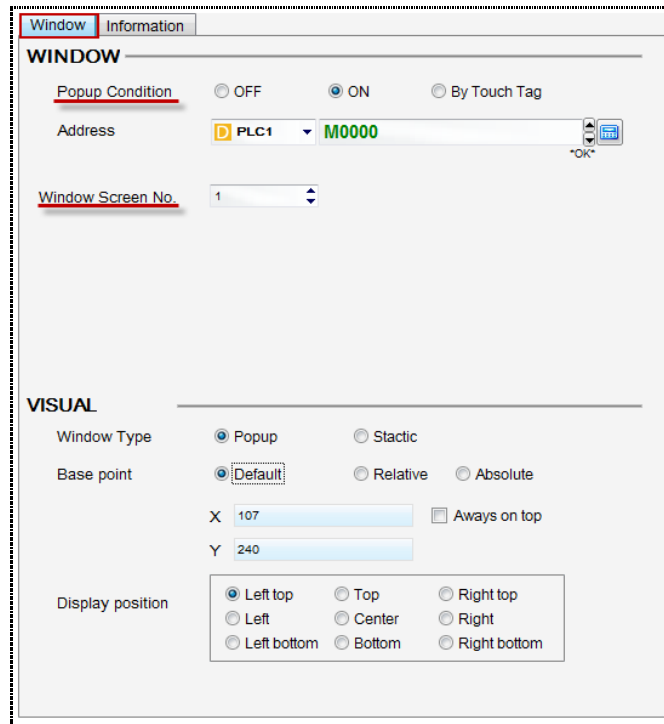 Window Information
WINDOW
Popup Condition OFF ON By Touch Tag
Address D PLC1 M0000
*OK*
Window Screen No. 1
VISUAL
Window Type Popup Stactic
Base point Default Relative Absolute
X 107 Aways on top
Y 240
Display position Left top Top Right top
Left Center Right
Left bottom Bottom Right bottom